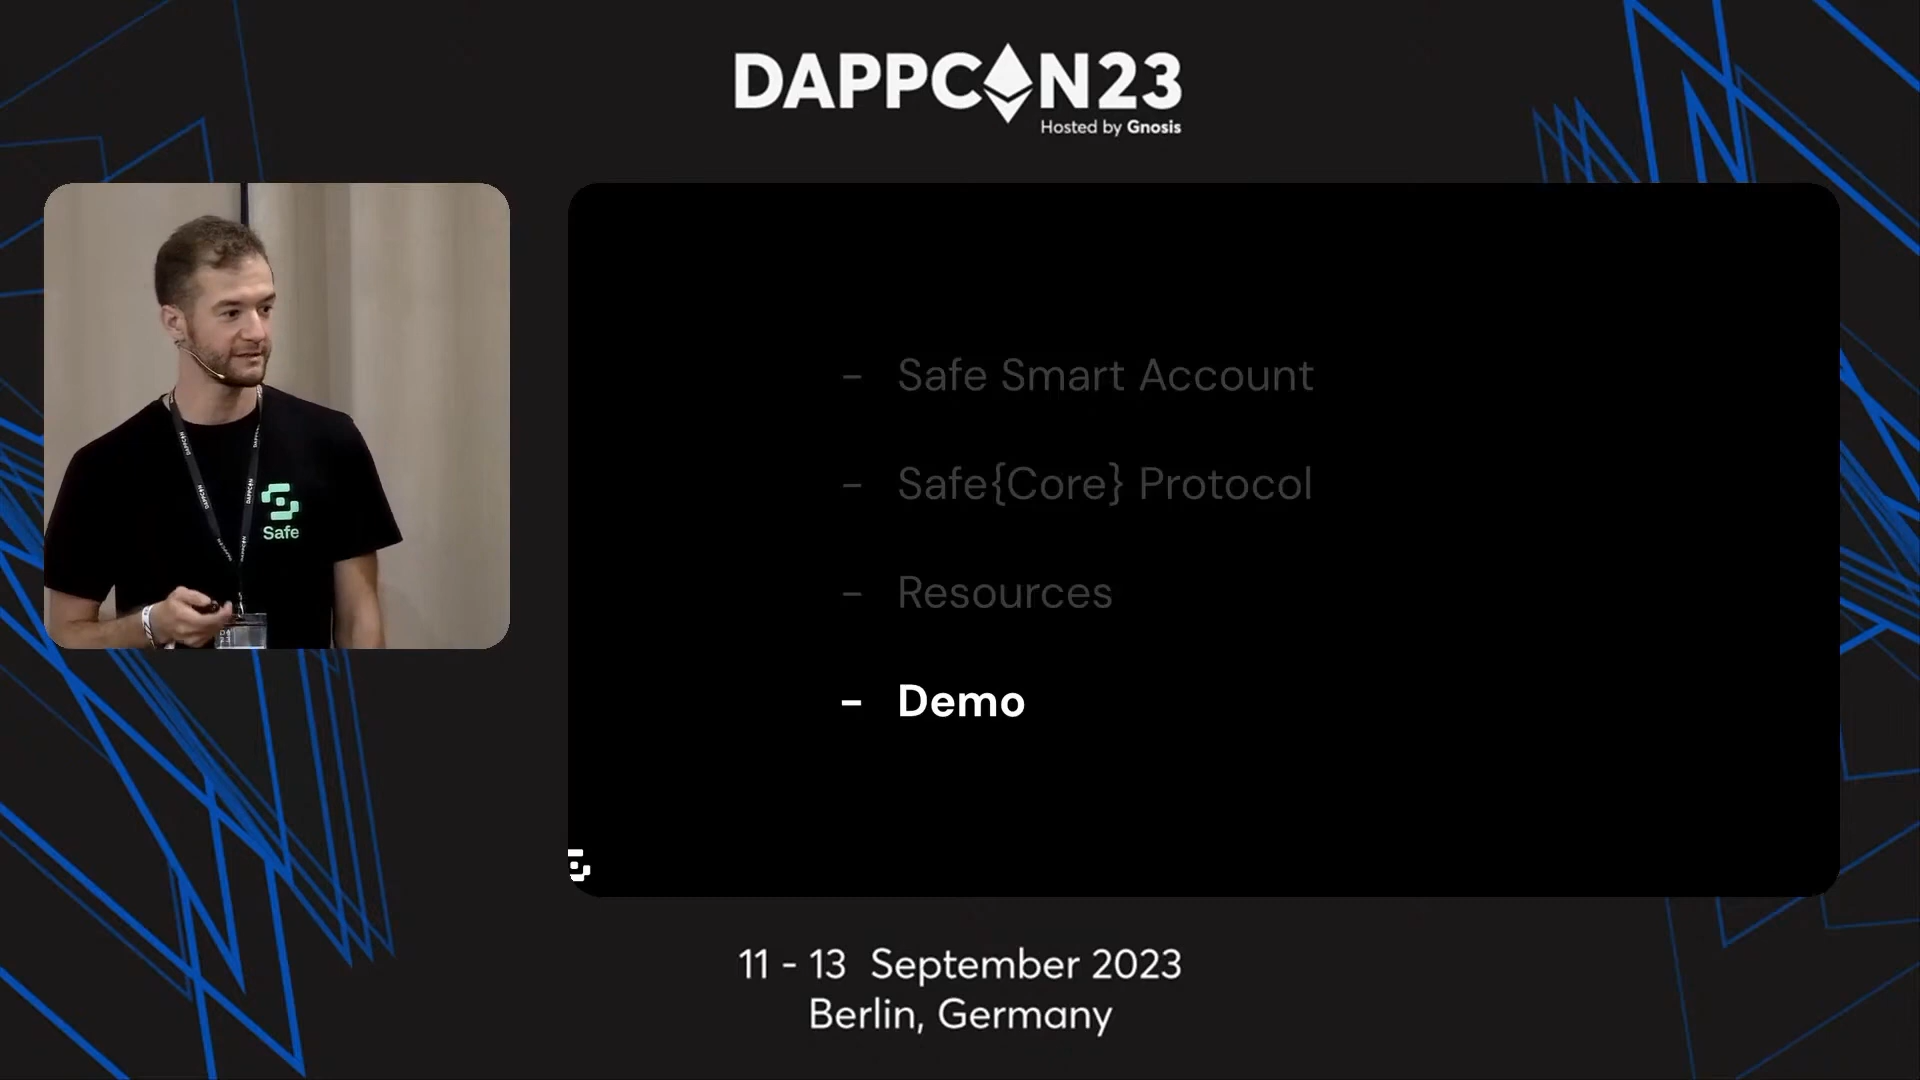 DAPPCON23
Hosted by Gnosis
Safe
- Safe Smart Account
- Safe{Core} Protocol
- Resources
- Demo
11 - 13 September 2023
Berlin, Germany